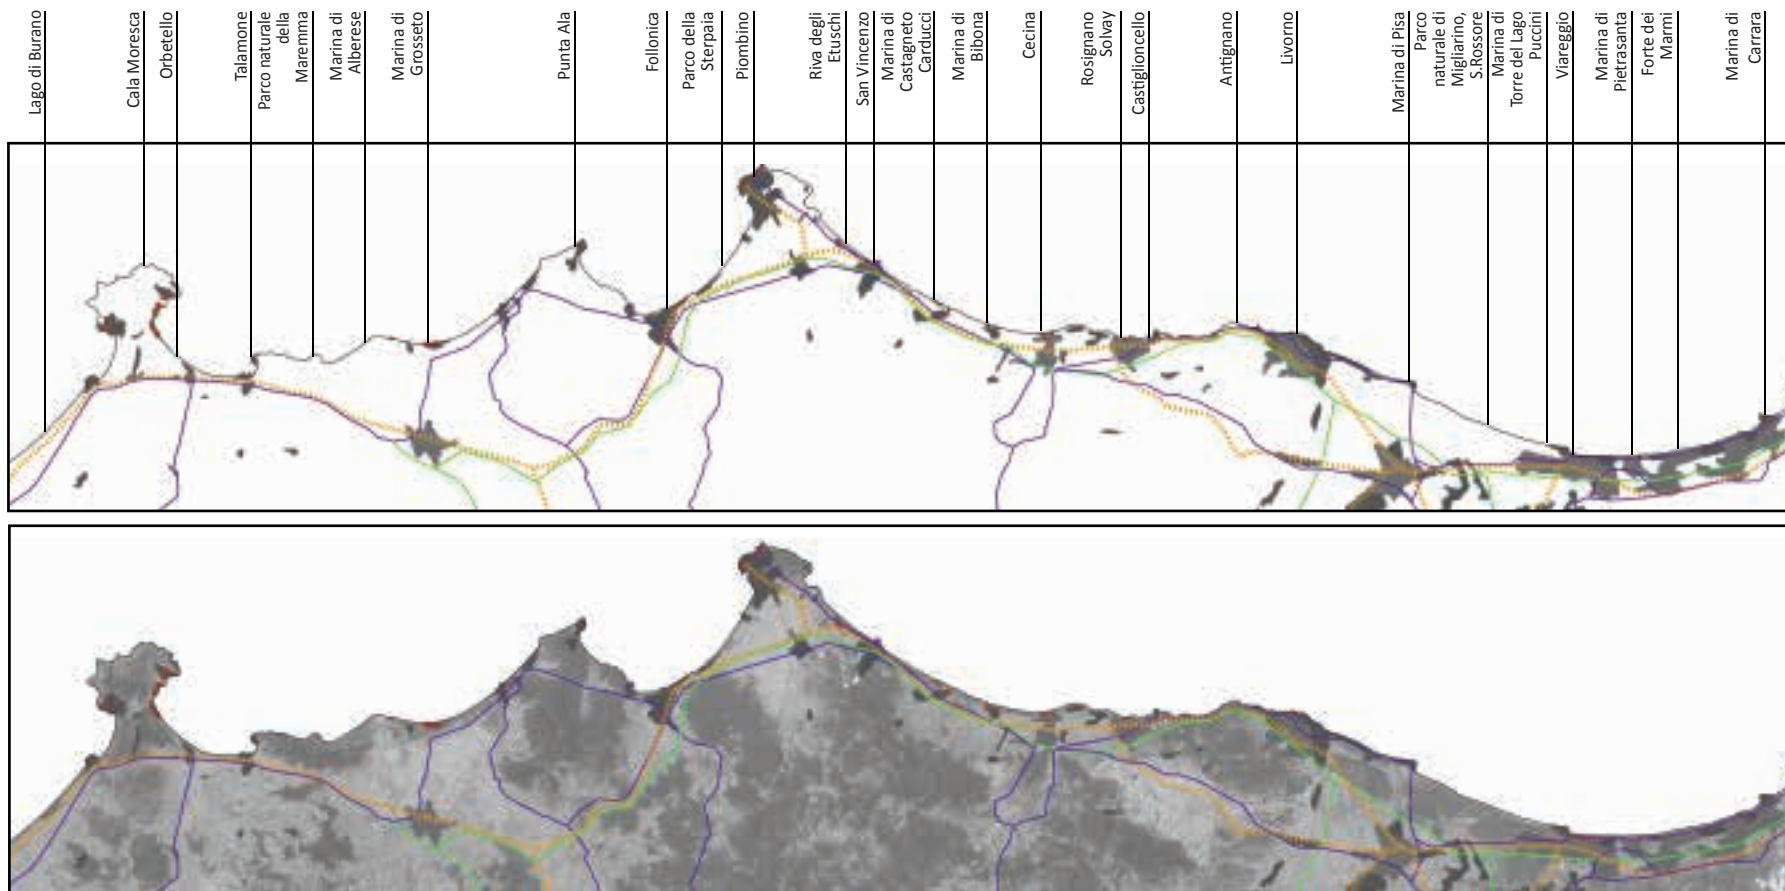 Lago di Burano
Cala Moresca
Orbetello
Talamone
Parco naturale
della
Maremma
Marina di
Alberese
Marina di
Grosseto
Punta Ala
Follonica
Parco della
Sterpaia
Piombino
Riva degli
Etuschi
San Vincenzo
Marina di
Castagneto
Carducci
Marina di
Bibona
Cecina
Rosignano
Solvay
Castiglioncello
Antignano
Livorno
Marina di Pisa
Parco
naturale di
Migliarino,
S.Rossore
Marina di
Torre del Lago
Puccini
Viareggio
Marina di
Pietrasanta
Forte dei
Marmi
Marina di
Carrara